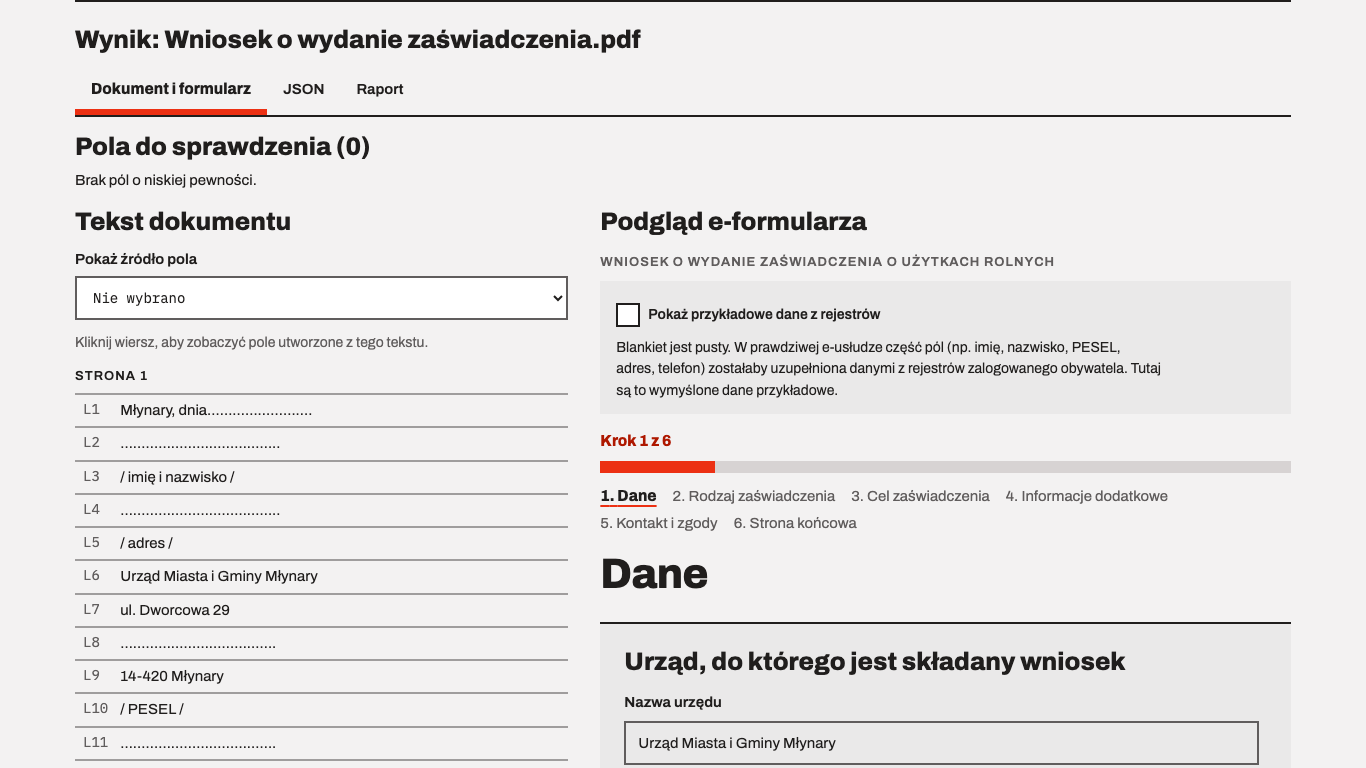 Wynik: Wniosek o wydanie zaświadczenia.pdf
Dokument i formularz JSON Raport
Pola do sprawdzenia (0)
Brak pól o niskiej pewności.
Tekst dokumentu
Pokaż źródło pola
Nie wybrano
Kliknij wiersz, aby zobaczyć pole utworzone z tego tekstu.
STRONA 1
L1 Młynary, dnia.........................
L2 ......................................
L3 / imię i nazwisko /
L4 ......................................
L5 / adres /
L6 Urząd Miasta i Gminy Młynary
L7 ul. Dworcowa 29
L8 .....................................
L9 14-420 Młynary
L10 / PESEL /
L11 .....................................
Podgląd e-formularza
WNIOSEK O WYDANIE ZAŚWIADCZENIA O UŻYTKACH ROLNYCH
Pokaż przykładowe dane z rejestrów
Blankiet jest pusty. W prawdziwej e-usłudze część pól (np. imię, nazwisko, PESEL,
adres, telefon) zostałaby uzupełniona danymi z rejestrów zalogowanego obywatela. Tutaj
są to wymyślone dane przykładowe.
Krok 1 z 6
1. Dane 2. Rodzaj zaświadczenia 3. Cel zaświadczenia 4. Informacje dodatkowe
5. Kontakt i zgody 6. Strona końcowa
Dane
Urząd, do którego jest składany wniosek
Nazwa urzędu
Urząd Miasta i Gminy Młynary